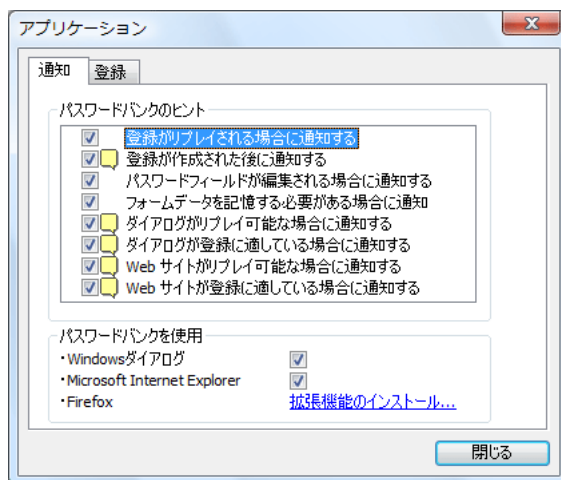 アプリケーション
通知 登録
パスワードバンクのヒント
登録がリプレイされる場合に通知する
登録が作成された後に通知する
パスワードフィールドが編集される場合に通知する
フォームデータを記憶する必要がある場合に通知
ダイアログがリプレイ可能な場合に通知する
ダイアログが登録に適している場合に通知する
Web サイトがリプレイ可能な場合に通知する
Web サイトが登録に適している場合に通知する
パスワードバンクを使用
・Windowsダイアログ
・Microsoft Internet Explorer
・Firefox 拡張機能のインストール...
閉じる